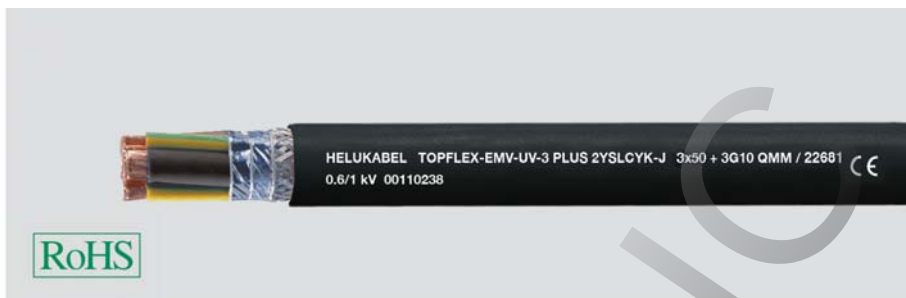 HELUKABEL TOPFLEX-EMV-UV-3 PLUS 2YSLCYK-J 3x50 + 3G10 QMM / 22681 CE
0.6/1 kV 00110238
RoHS